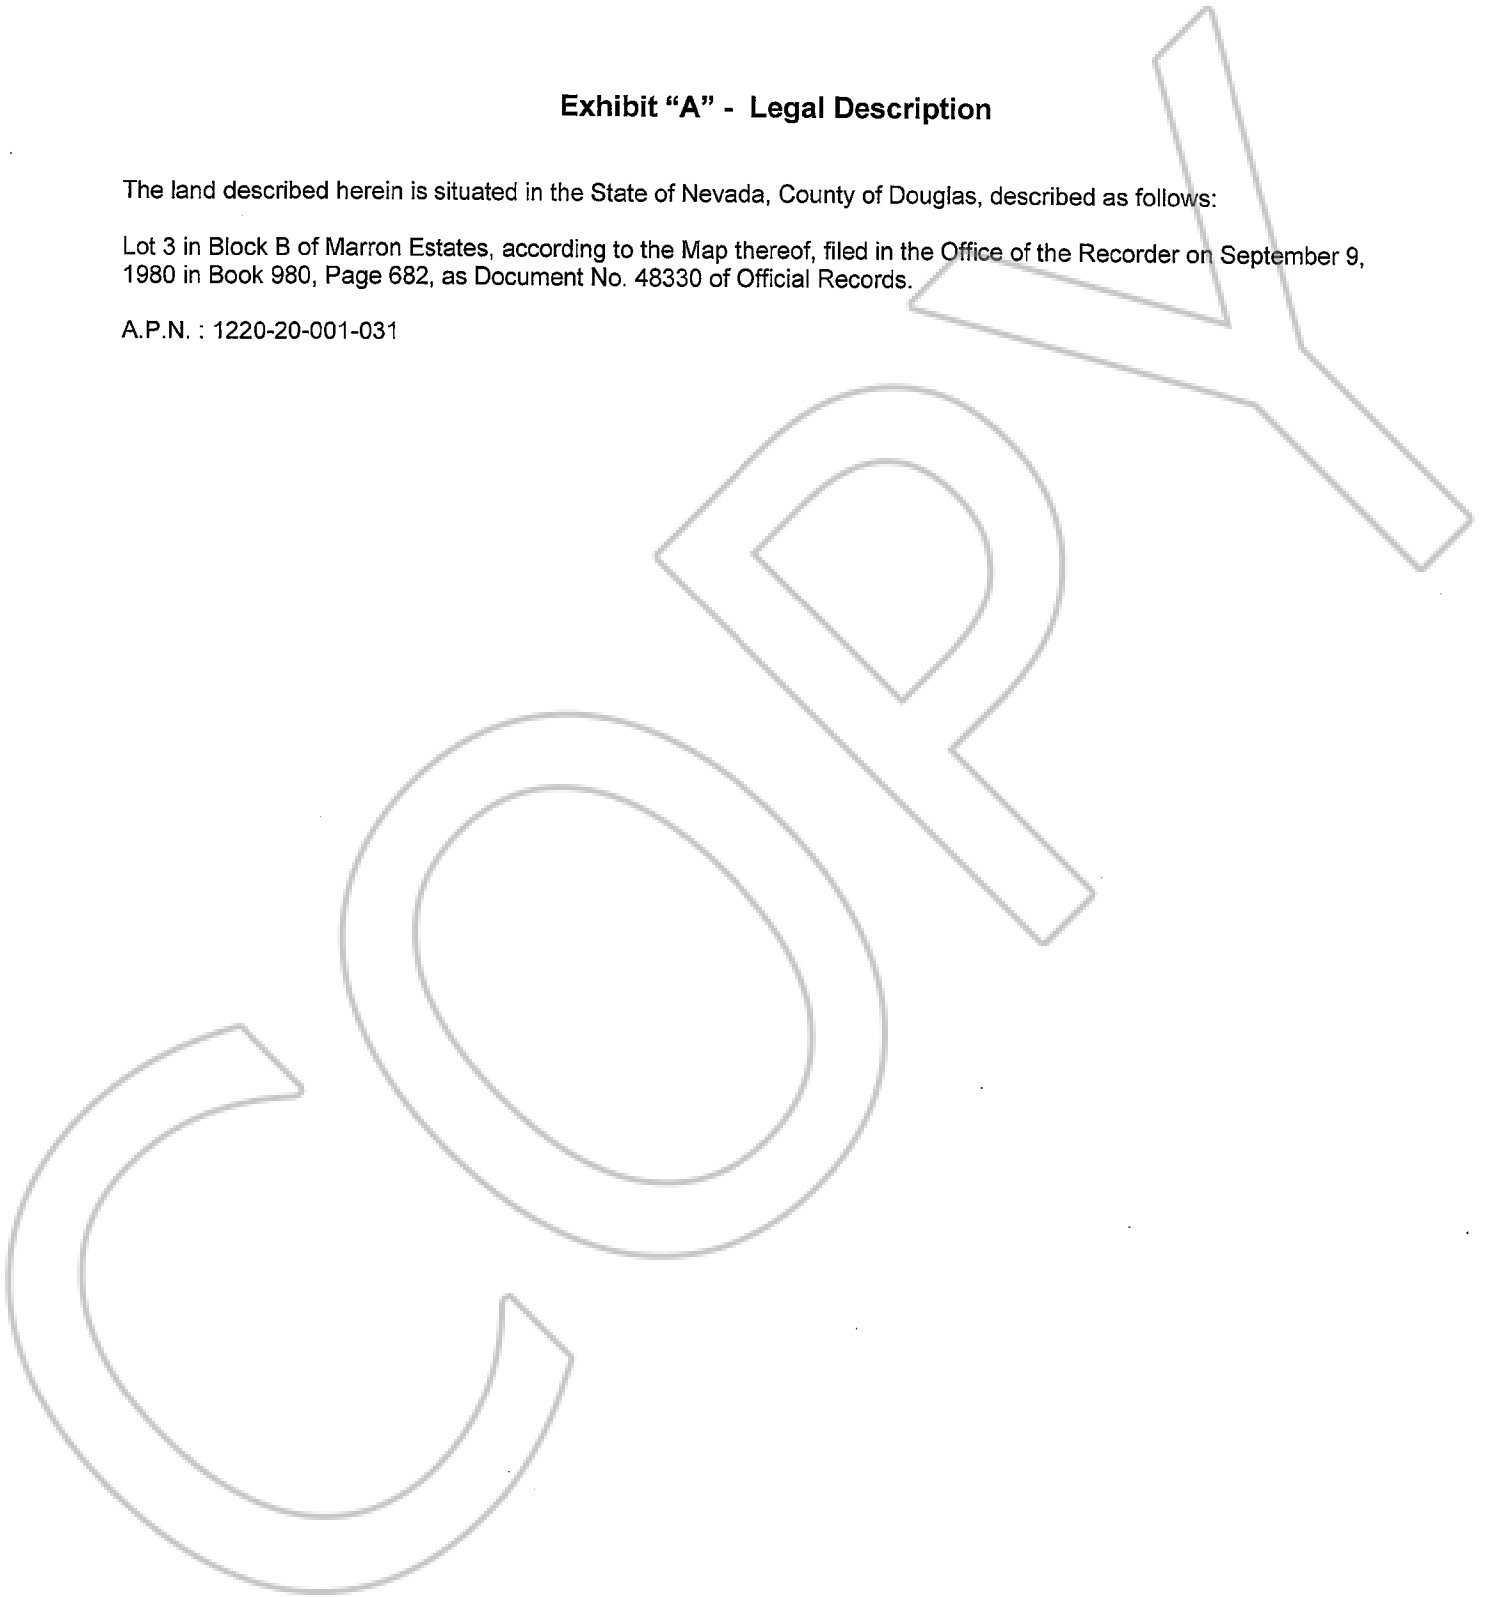 Exhibit “A” - Legal Description
The land described herein is situated in the State of Nevada, County of Douglas, described as follows:
Lot 3 in Block B of Marron Estates, according to the Map thereof, filed in the Office of the Recorder on September 9,
1980 in Book 980, Page 682, as Document No. 48330 of Official Records.
A.P.N. : 1220-20-001-031
COPY